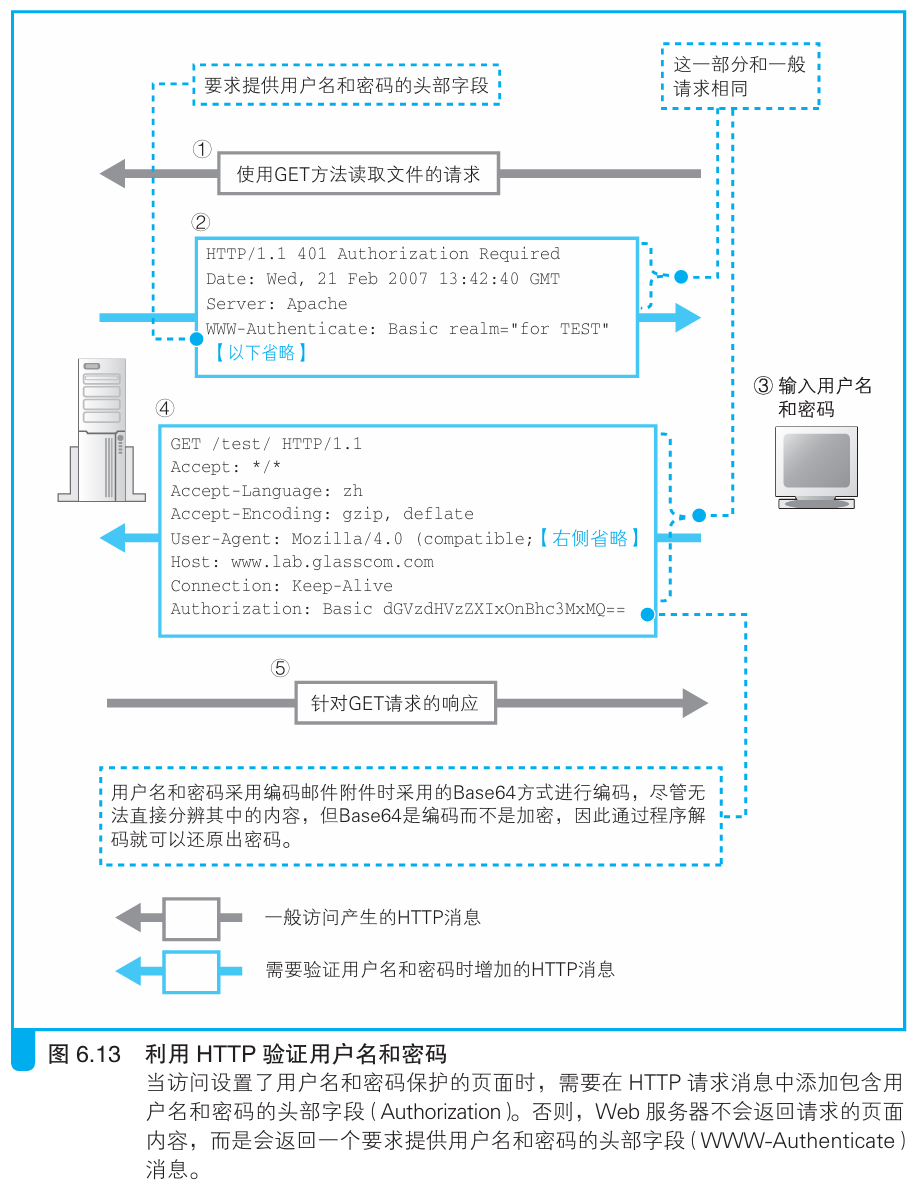 要求提供用户名和密码的头部字段
这一部分和一般
请求相同
①
使用GET方法读取文件的请求
②
HTTP/1.1 401 Authorization Required
Date: Wed, 21 Feb 2007 13:42:40 GMT
Server: Apache
WWW-Authenticate: Basic realm="for TEST"
【以下省略】
③ 输入用户名
和密码
④
GET /test/ HTTP/1.1
Accept: */*
Accept-Language: zh
Accept-Encoding: gzip, deflate
User-Agent: Mozilla/4.0 (compatible;【右侧省略】
Host: www.lab.glasscom.com
Connection: Keep-Alive
Authorization: Basic dGVzdHVzZXIxOnBhc3MxMQ==
⑤
针对GET请求的响应
用户名和密码采用编码邮件附件时采用的Base64方式进行编码，尽管无
法直接分辨其中的内容，但Base64是编码而不是加密，因此通过程序解
码就可以还原出密码。
一般访问产生的HTTP消息
需要验证用户名和密码时增加的HTTP消息
图 6.13 利用 HTTP 验证用户名和密码
当访问设置了用户名和密码保护的页面时，需要在 HTTP 请求消息中添加包含用
户名和密码的头部字段（Authorization）。否则，Web 服务器不会返回请求的页面
内容，而是会返回一个要求提供用户名和密码的头部字段（WWW-Authenticate）
消息。